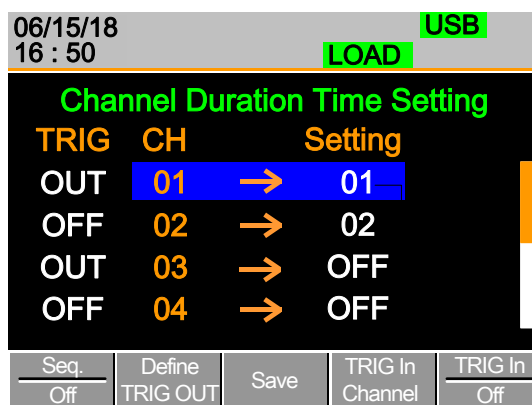 06/15/18
USB
16 : 50
LOAD
Channel Duration Time Setting
TRIG CH Setting
OUT 01 → 01
OFF 02 → 02
OUT 03 → OFF
OFF 04 → OFF
Seq. Off
Define TRIG OUT
Save
TRIG In Channel
TRIG In Off